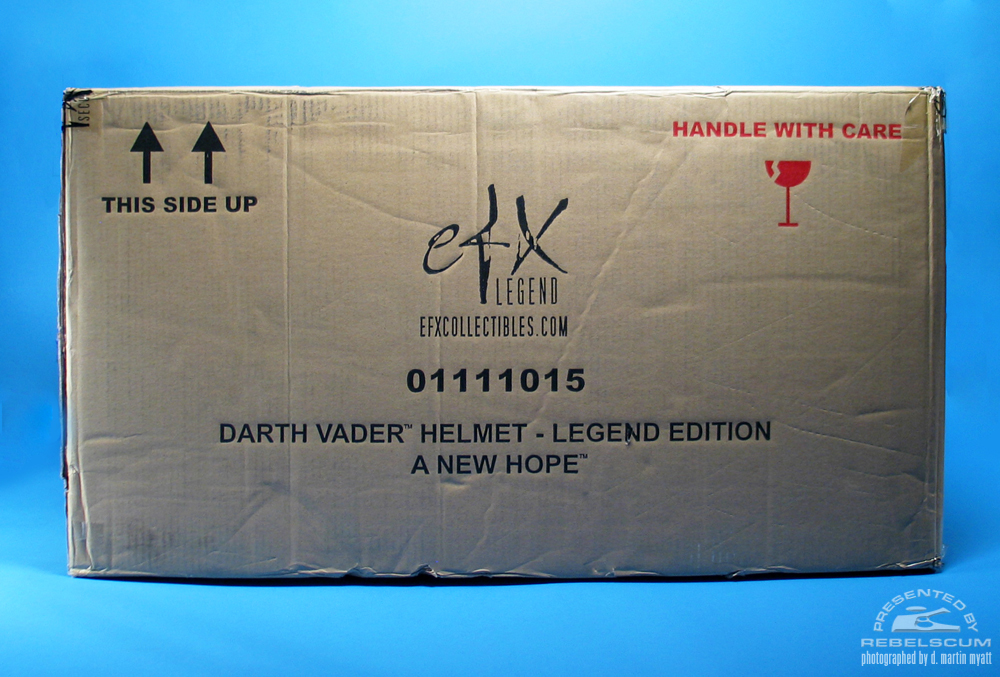 SEC
THIS SIDE UP
HANDLE WITH CARE
efX
LEGEND
EFXCOLLECTIBLES.COM
01111015
DARTH VADER™ HELMET - LEGEND EDITION
A NEW HOPE™
PRESENTED BY
REBELSCUM
photographed by d. martin myatt